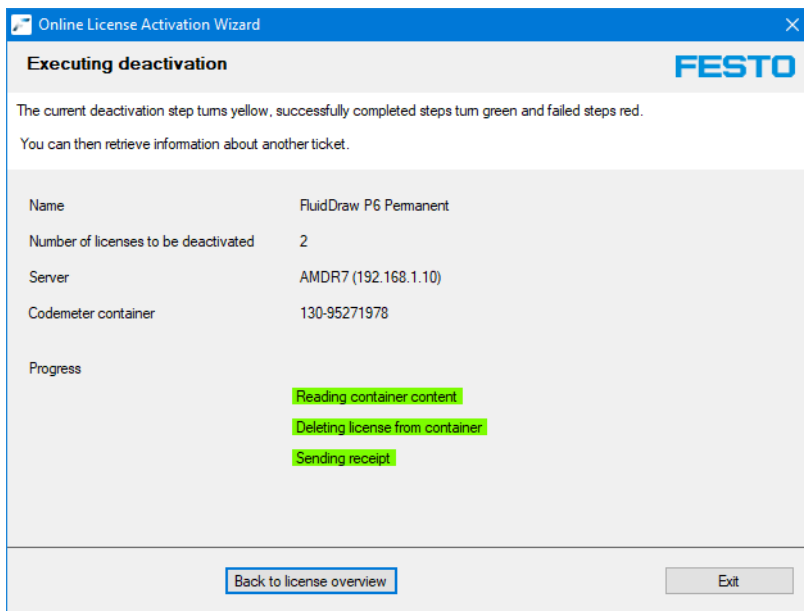 Online License Activation Wizard
Executing deactivation
FESTO
The current deactivation step turns yellow, successfully completed steps turn green and failed steps red.
You can then retrieve information about another ticket.
Name FluidDraw P6 Permanent
Number of licenses to be deactivated 2
Server AMDR7 (192.168.1.10)
Codemeter container 130-95271978
Progress
Reading container content
Deleting license from container
Sending receipt
Back to license overview Exit